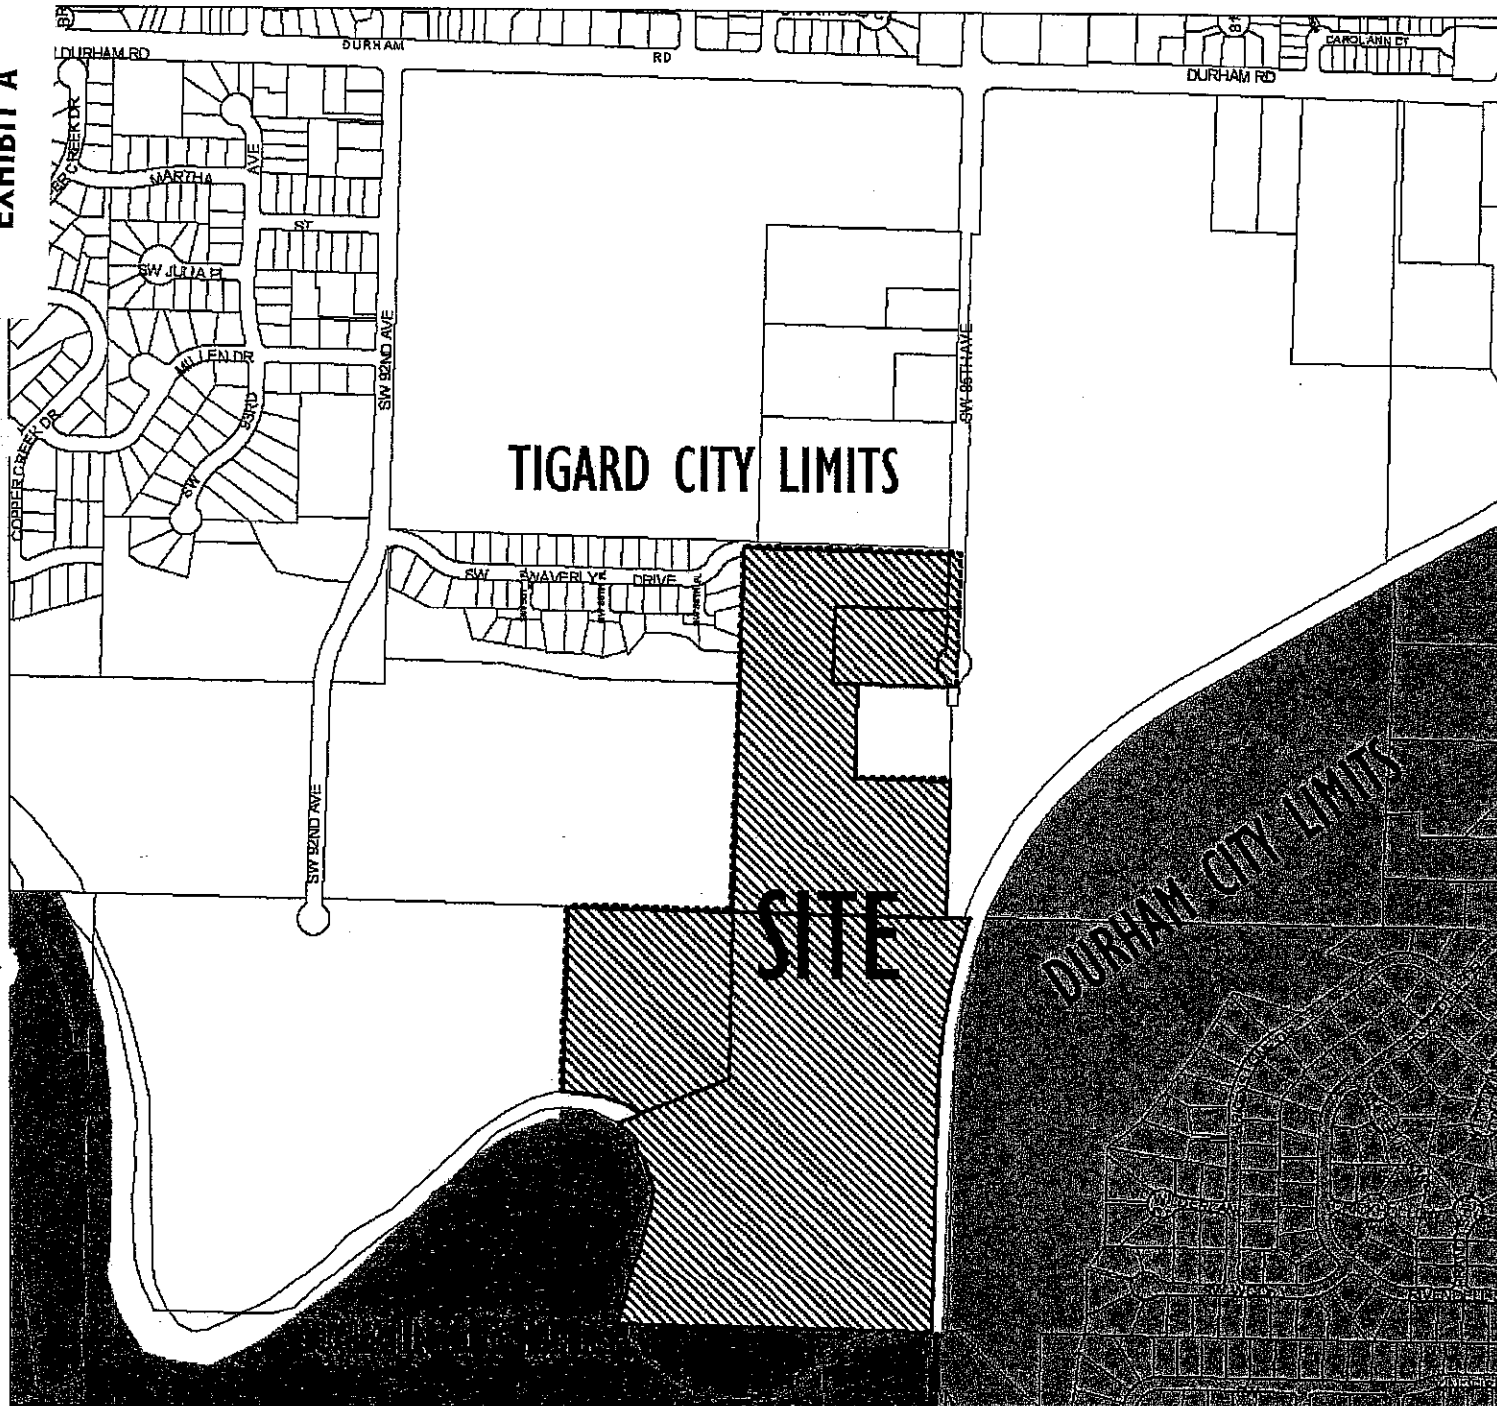 EXHIBIT A
DURHAM RD
DURHAM
RD
DURHAM RD
CAROL ANN CT
MARTHA
AVE
ST
SW JULIA PL
MILLEN DR
93RD
SW
COPPER CREEK DR
SW 92ND AVE
SW 85TH AVE
TIGARD CITY LIMITS
SW WAVERLY DRIVE
SW 92ND AVE
SITE
DURHAM CITY LIMITS